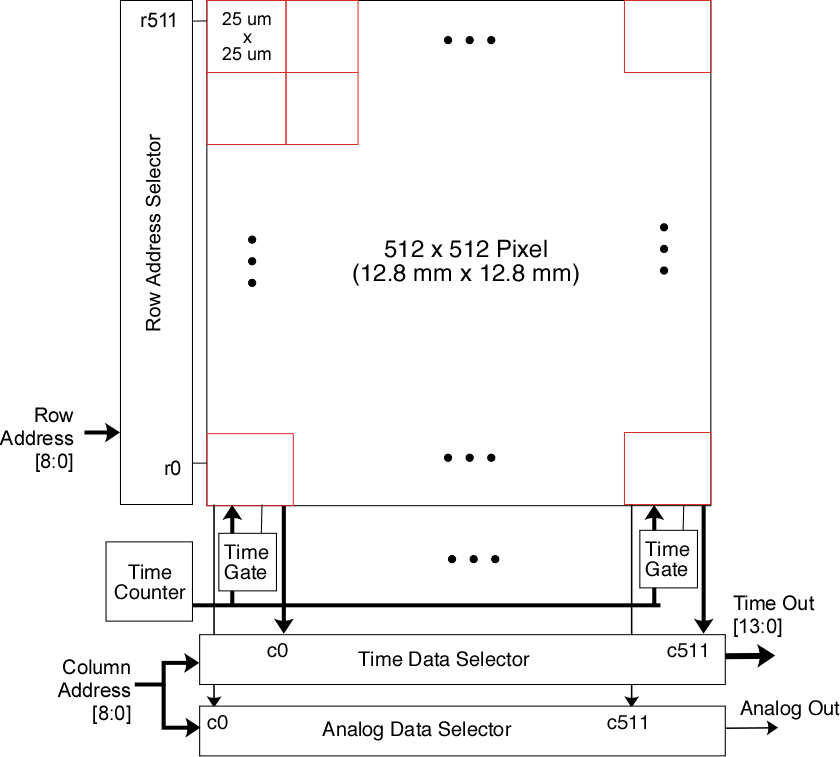 r511
25 um
x
25 um
Row Address Selector
512 x 512 Pixel
(12.8 mm x 12.8 mm)
Row
Address
[8:0]
r0
Time
Gate
Time
Gate
Time
Counter
Time Out
[13:0]
c0
Time Data Selector
c511
Column
Address
[8:0]
c0
Analog Data Selector
c511
Analog Out